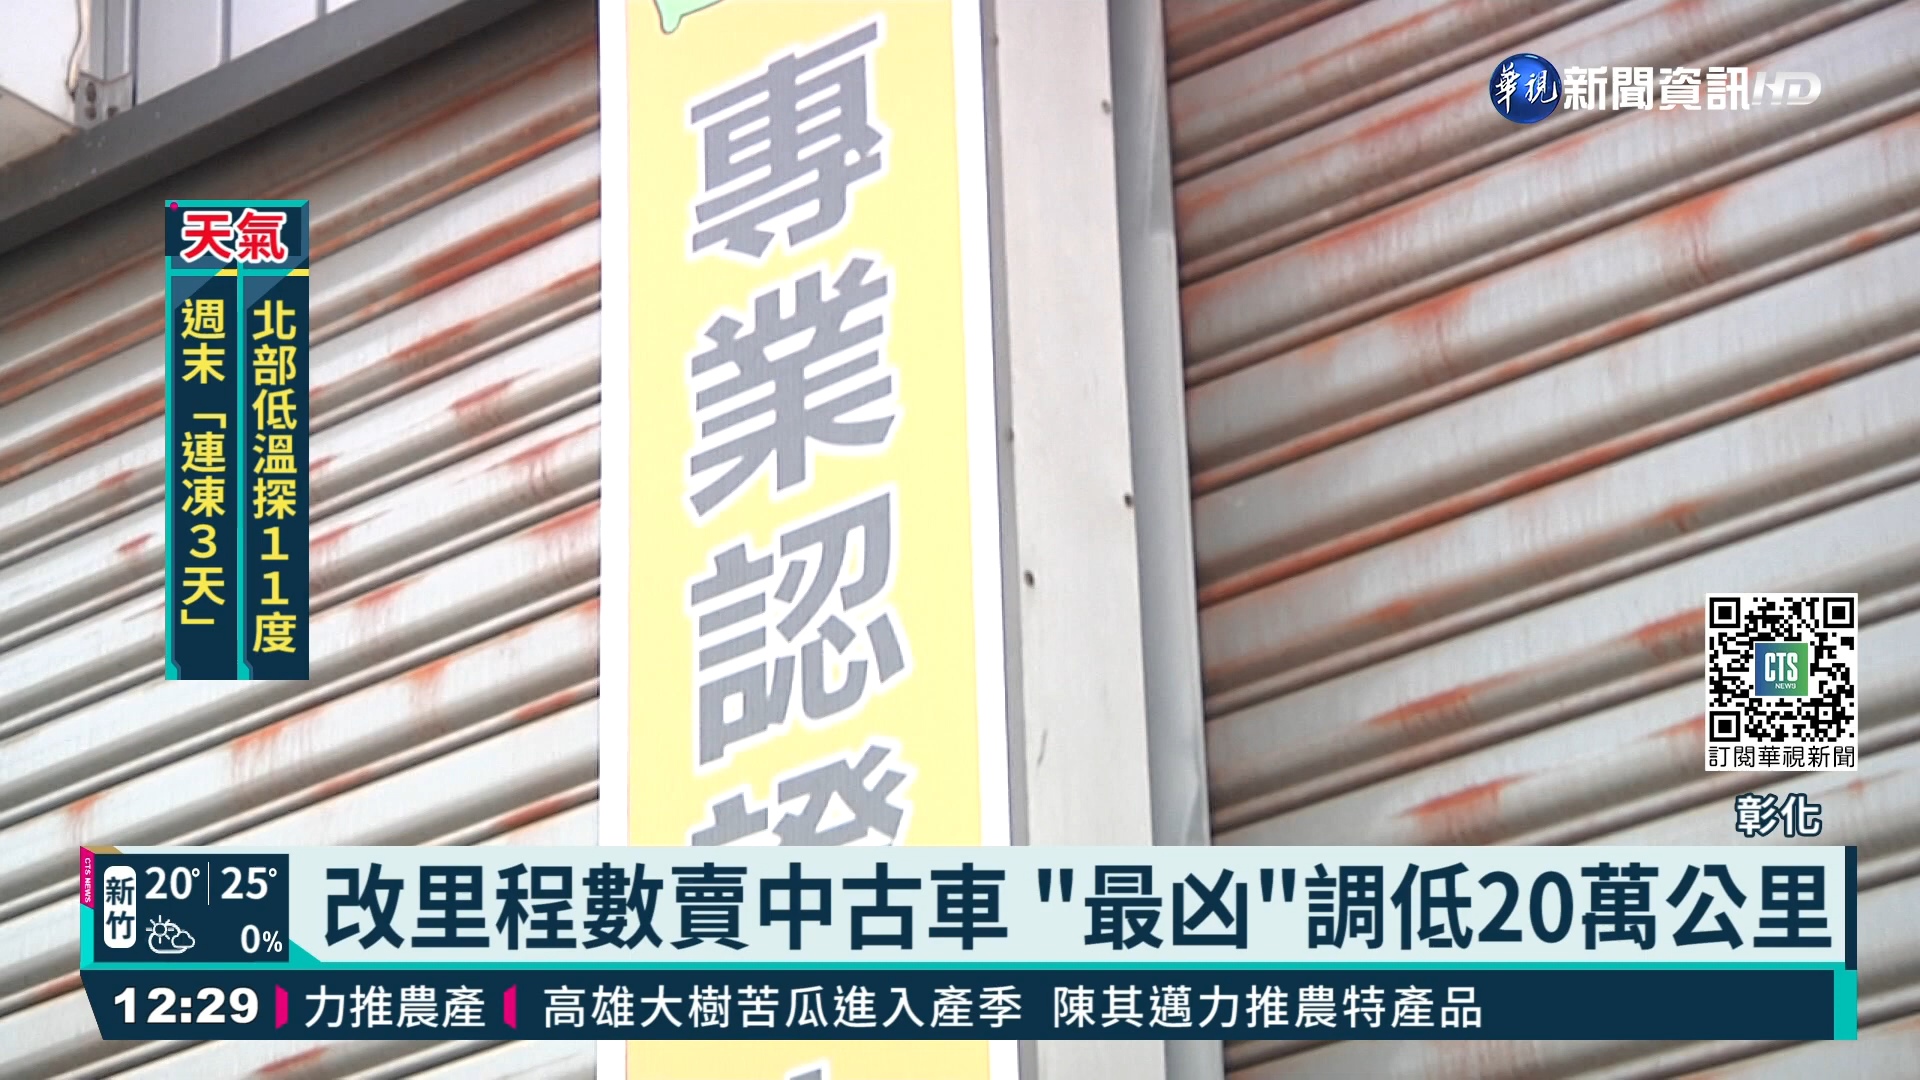 專業認證
華視新聞資訊HD
天氣
北部低溫探11度
週末「連凍3天」
CTS
NEWS
訂閱華視新聞
彰化
CTS NEWS
新竹
20° 25°
0%
改里程數賣中古車 "最凶"調低20萬公里
12:29 力推農產 高雄大樹苦瓜進入產季 陳其邁力推農特產品